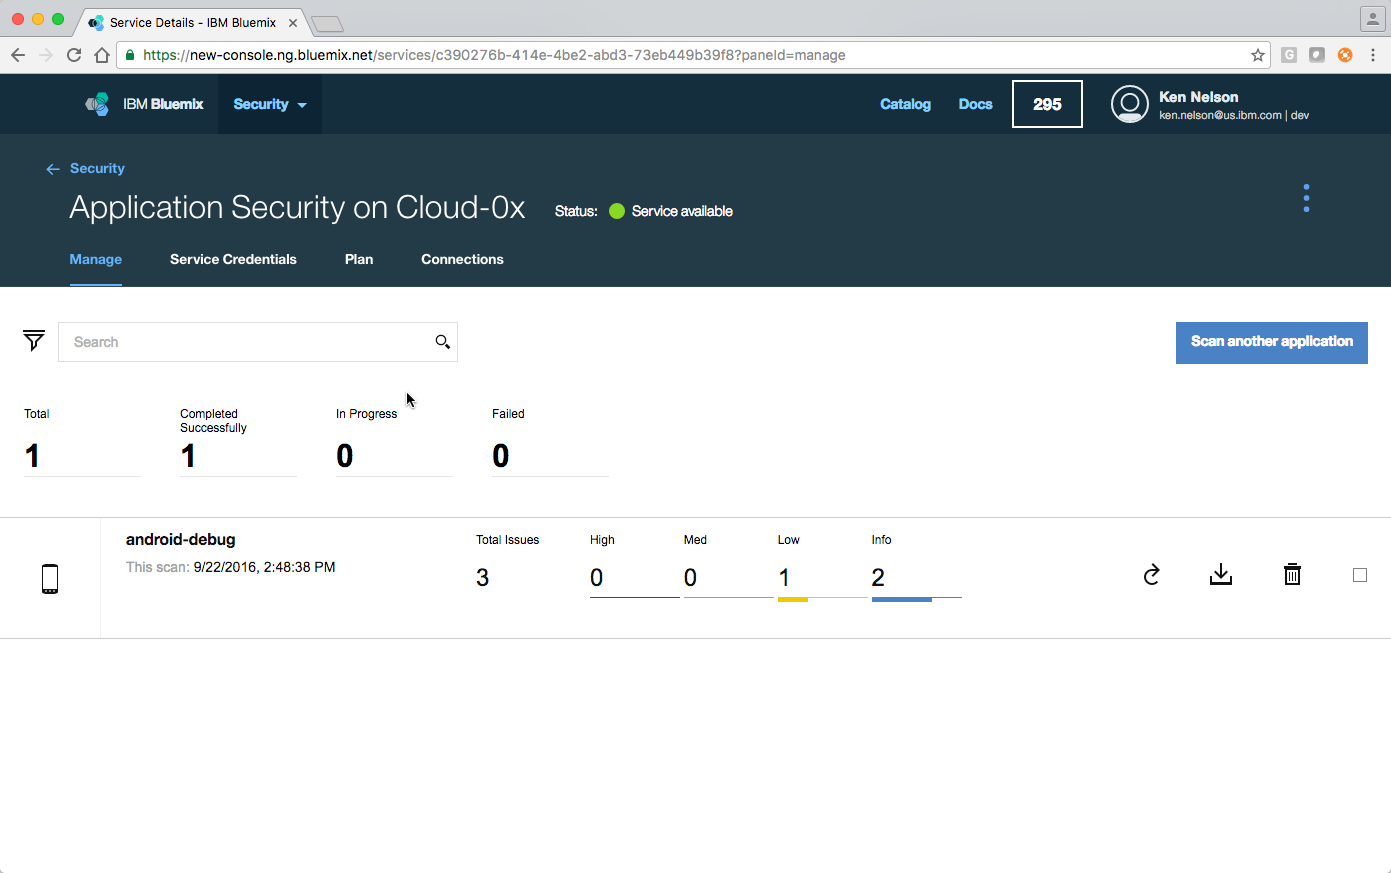 Service Details - IBM Bluemix
https://new-console.ng.bluemix.net/services/c390276b-414e-4be2-abd3-73eb449b39f8?paneId=manage
G
IBM Bluemix
Security
Catalog
Docs
295
Ken Nelson
ken.nelson@us.ibm.com | dev
← Security
Application Security on Cloud-0x
Status: Service available
Manage
Service Credentials
Plan
Connections
Search
Scan another application
Total
1
Completed
Successfully
1
In Progress
0
Failed
0
android-debug
This scan: 9/22/2016, 2:48:38 PM
Total Issues
3
High
0
Med
0
Low
1
Info
2